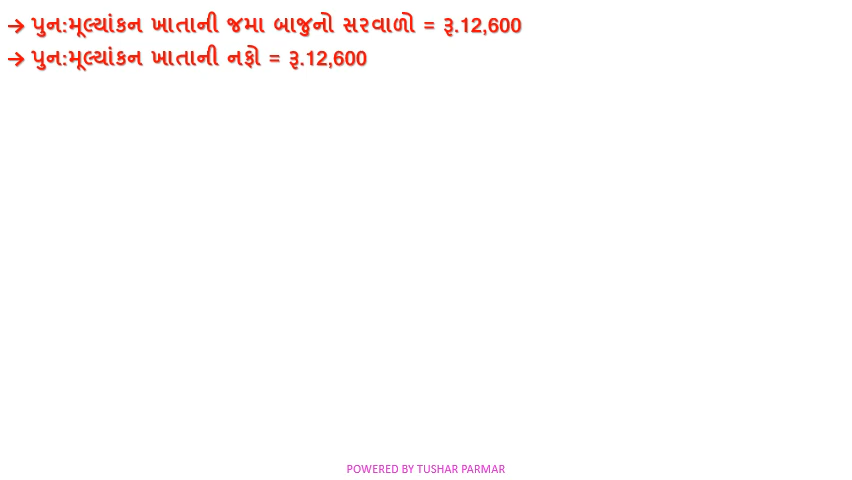 → પુન:મૂલ્યાંકન ખાતાની જમા બાજુનો સરવાળો = રૂ.12,600
→ પુન:મૂલ્યાંકન ખાતાની નફો = રૂ.12,600
POWERED BY TUSHAR PARMAR